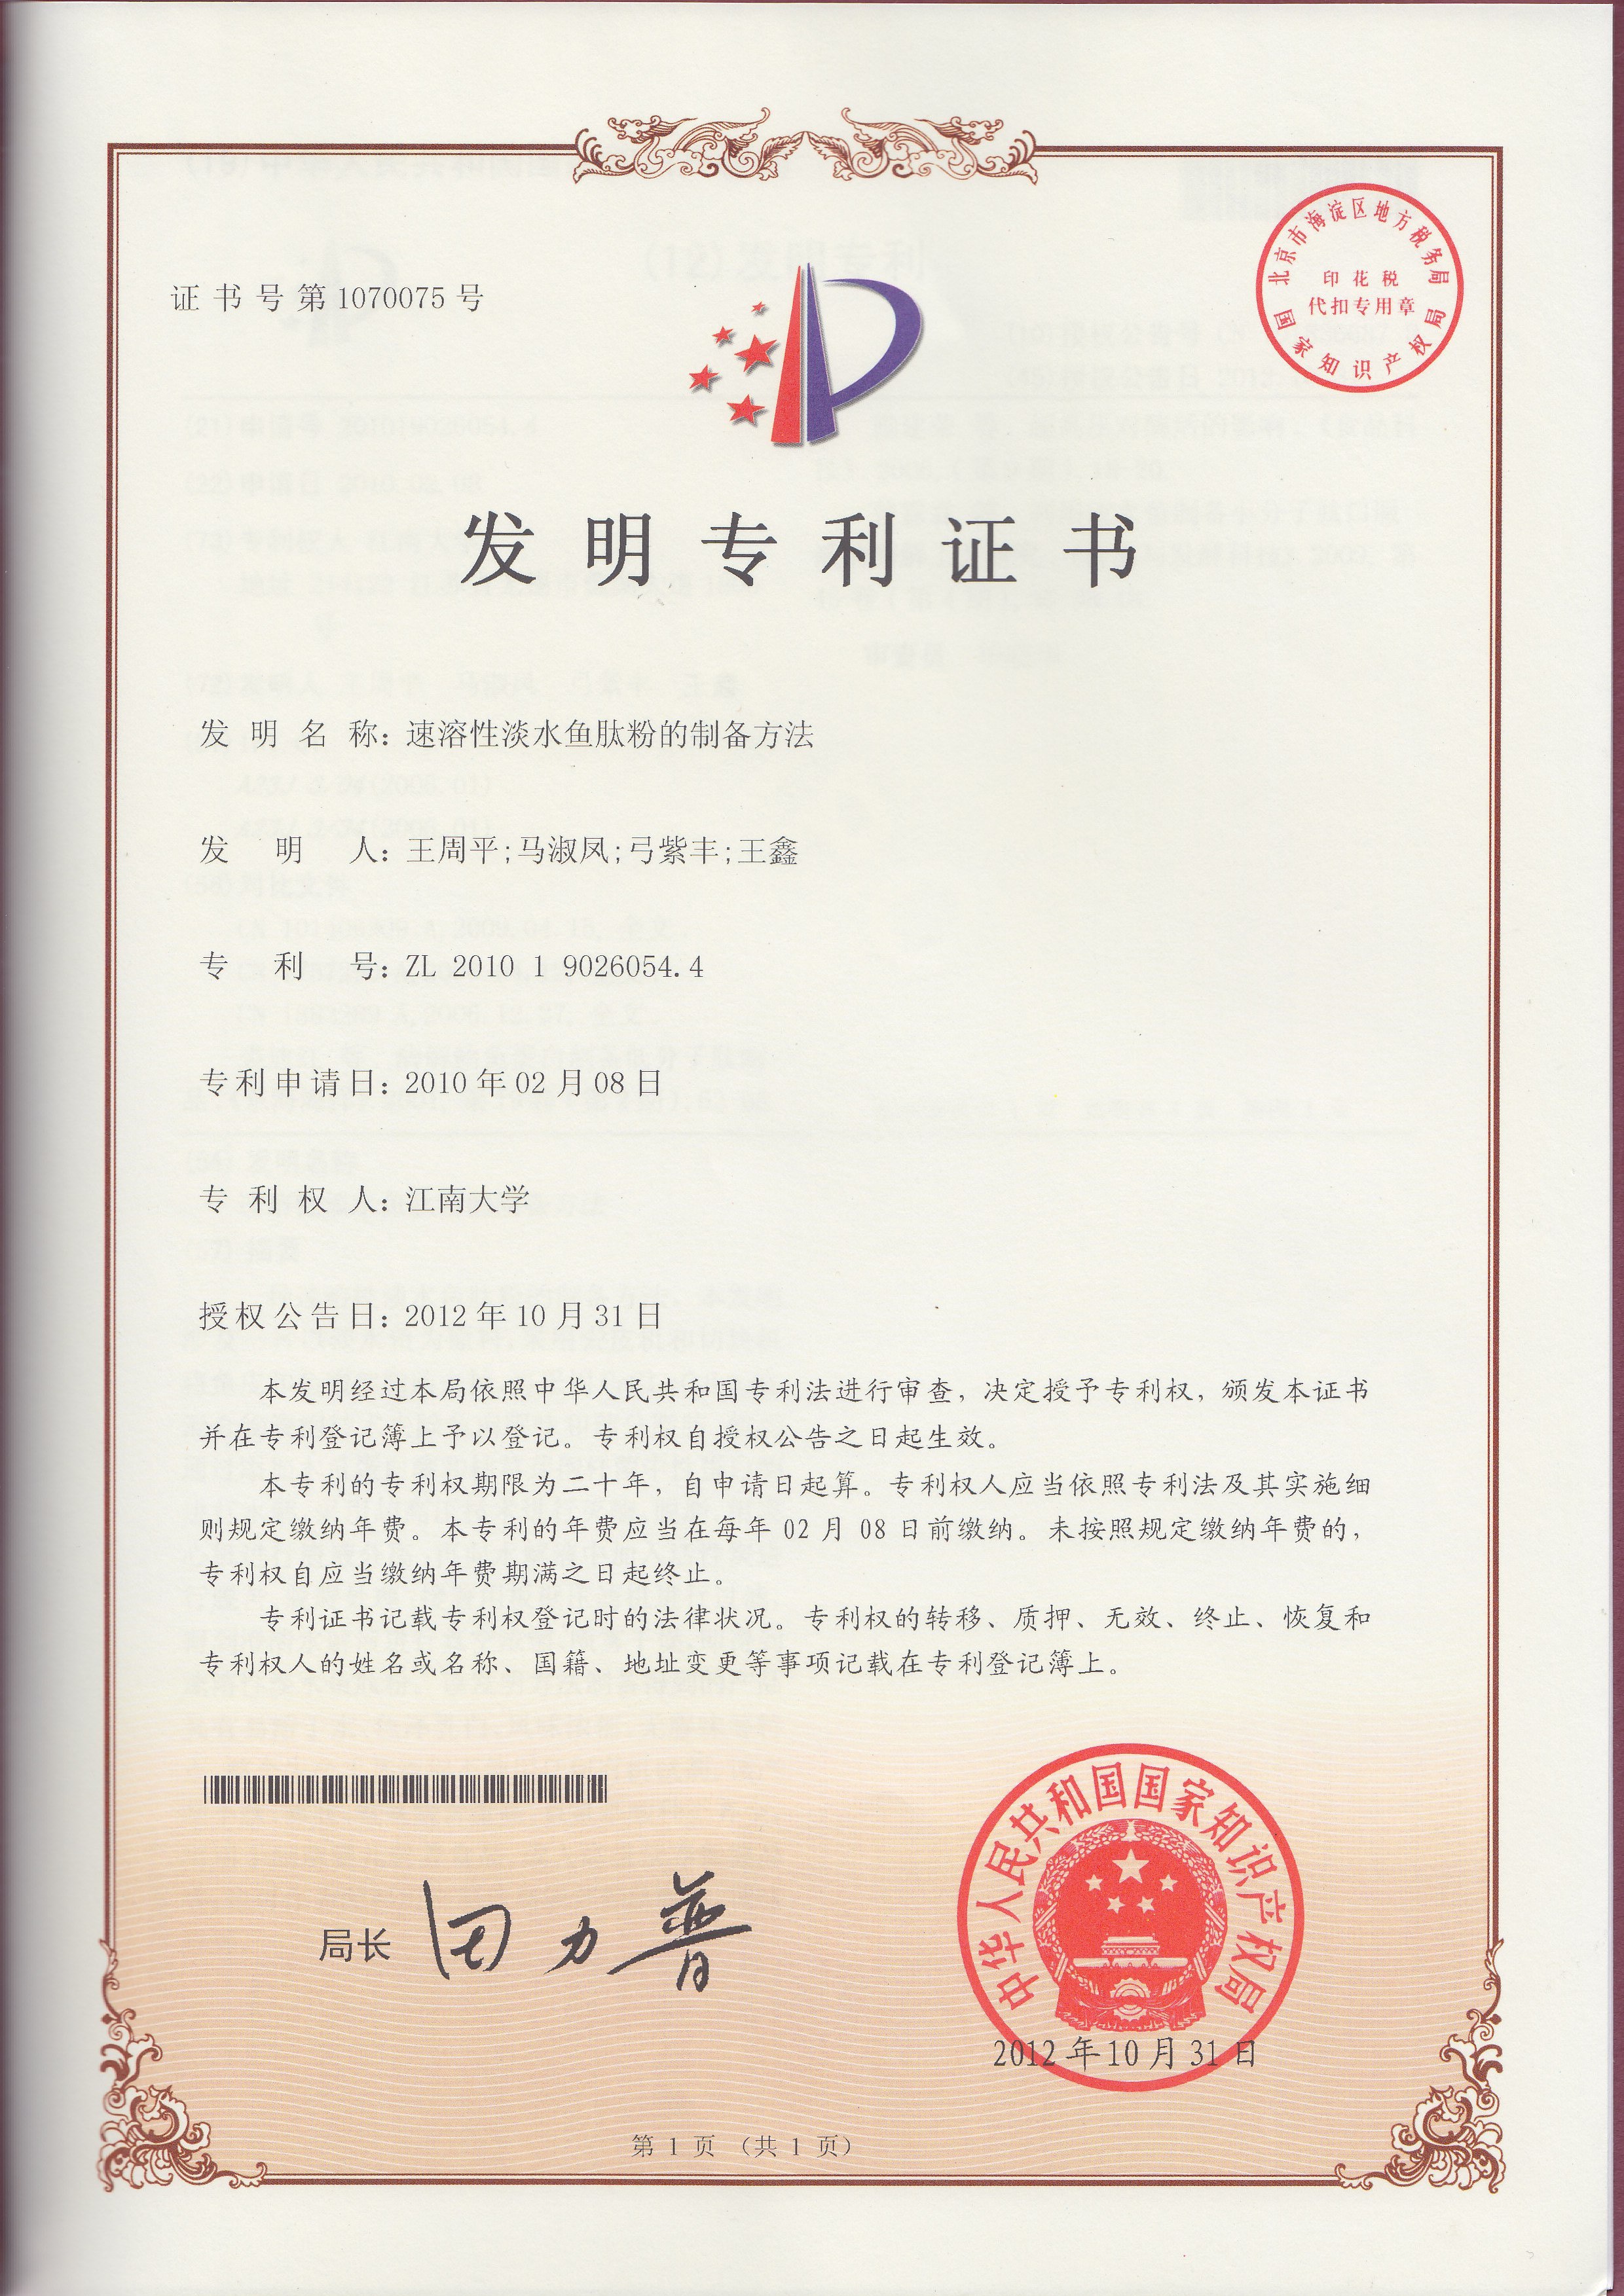 证书号第1070075号
北京市海淀区地方税务局
印花税
代扣专用章
国家知识产权局
发明专利证书
发明名称：速溶性淡水鱼肽粉的制备方法
发明人：王周平;马淑凤;弓紫丰;王鑫
专利号：ZL 2010 1 9026054.4
专利申请日：2010年02月08日
专利权人：江南大学
授权公告日：2012年10月31日
本发明经过本局依照中华人民共和国专利法进行审查，决定授予专利权，颁发本证书
并在专利登记簿上予以登记。专利权自授权公告之日起生效。
本专利的专利权期限为二十年，自申请日起算。专利权人应当依照专利法及其实施细
则规定缴纳年费。本专利的年费应当在每年 02 月 08 日前缴纳。未按照规定缴纳年费的，
专利权自应当缴纳年费期满之日起终止。
专利证书记载专利权登记时的法律状况。专利权的转移、质押、无效、终止、恢复和
专利权人的姓名或名称、国籍、地址变更等事项记载在专利登记簿上。
局长 田力普
中华人民共和国国家知识产权局
2012年10月31日
第 1 页 （共 1 页）